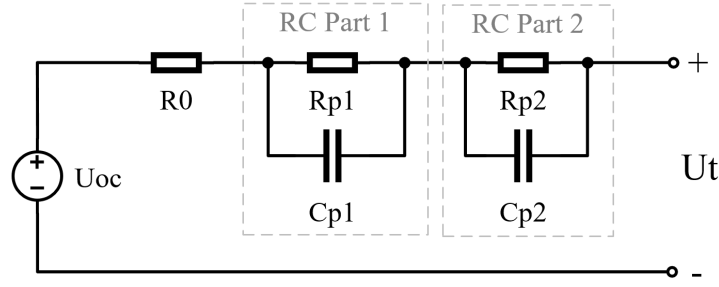 RC Part 1
RC Part 2
+
R0
Rp1
Rp2
+
-
Uoc
Ut
Cp1
Cp2
-